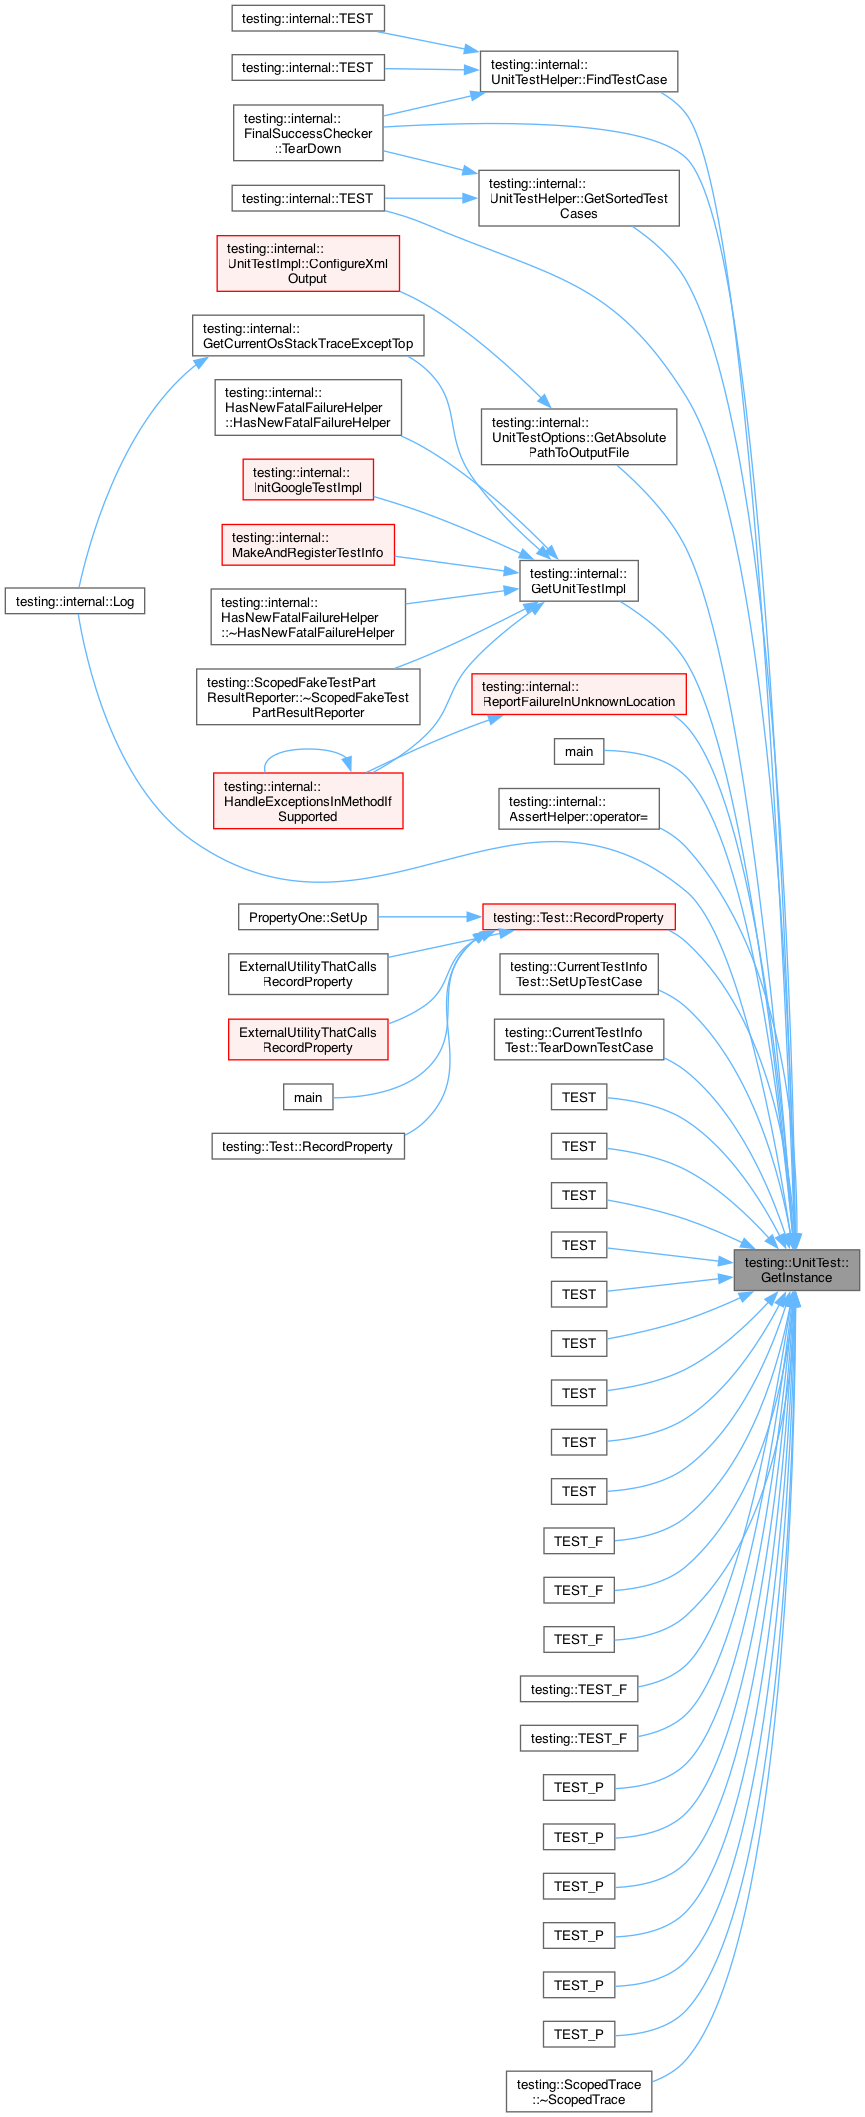 testing::internal::TEST
testing::internal::
UnitTestHelper::FindTestCase
testing::internal::TEST
testing::internal::
FinalSuccessChecker
::TearDown
testing::internal::
UnitTestHelper::GetSortedTest
Cases
testing::internal::TEST
testing::internal::
UnitTestImpl::ConfigureXml
Output
testing::internal::
GetCurrentOsStackTraceExceptTop
testing::internal::
HasNewFatalFailureHelper
::HasNewFatalFailureHelper
testing::internal::
UnitTestOptions::GetAbsolute
PathToOutputFile
testing::internal::
InitGoogleTestImpl
testing::internal::
MakeAndRegisterTestInfo
testing::internal::
GetUnitTestImpl
testing::internal::Log
testing::internal::
HasNewFatalFailureHelper
::~HasNewFatalFailureHelper
testing::ScopedFakeTestPart
ResultReporter::~ScopedFakeTest
PartResultReporter
testing::internal::
ReportFailureInUnknownLocation
main
testing::internal::
HandleExceptionsInMethodIf
Supported
testing::internal::
AssertHelper::operator=
PropertyOne::SetUp
testing::Test::RecordProperty
ExternalUtilityThatCalls
RecordProperty
testing::CurrentTestInfo
Test::SetUpTestCase
ExternalUtilityThatCalls
RecordProperty
testing::CurrentTestInfo
Test::TearDownTestCase
main
TEST
testing::Test::RecordProperty
TEST
TEST
TEST
testing::UnitTest::
GetInstance
TEST
TEST
TEST
TEST
TEST
TEST_F
TEST_F
TEST_F
testing::TEST_F
testing::TEST_F
TEST_P
TEST_P
TEST_P
TEST_P
TEST_P
TEST_P
testing::ScopedTrace
::~ScopedTrace